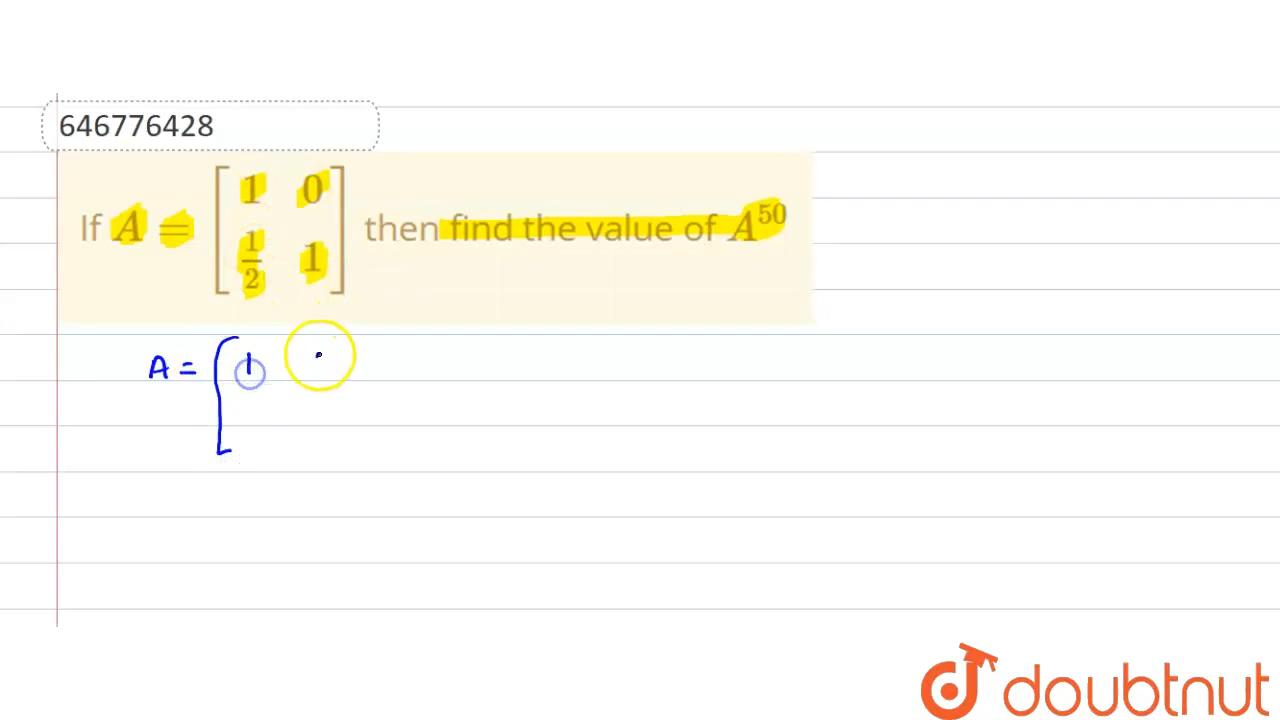 646776428
If A = [1 0
1/2 1] then find the value of A^50
A = [1
doubtnut